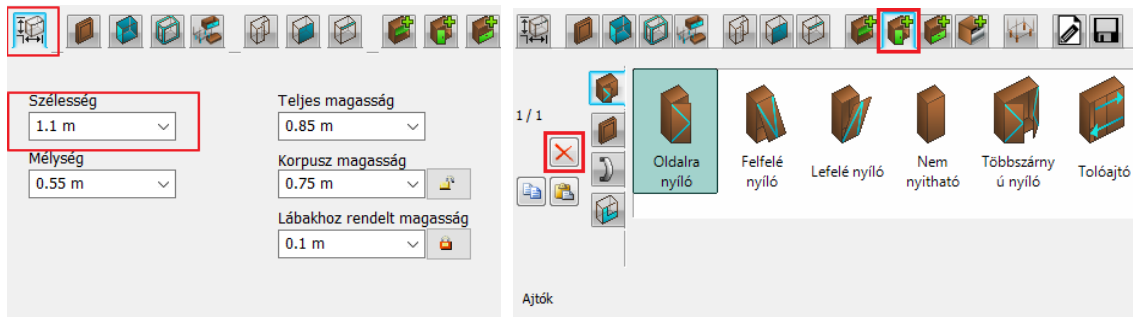 Szélesség
1.1 m
Mélység
0.55 m
Teljes magasság
0.85 m
Korpusz magasság
0.75 m
Lábakhoz rendelt magasság
0.1 m
1 / 1
Oldalra
nyíló
Felfelé
nyíló
Lefelé nyíló
Nem
nyitható
Többszárny
ú nyíló
Tolóajtó
Ajtók